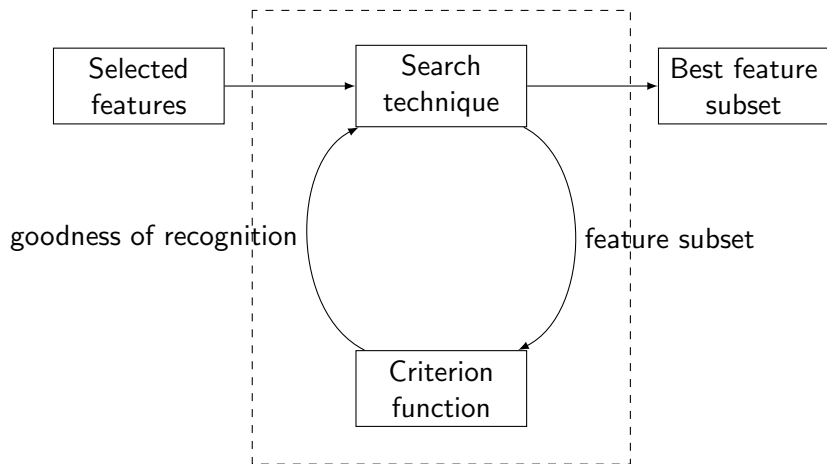 Selected
features
Search
technique
Best feature
subset
goodness of recognition
feature subset
Criterion
function